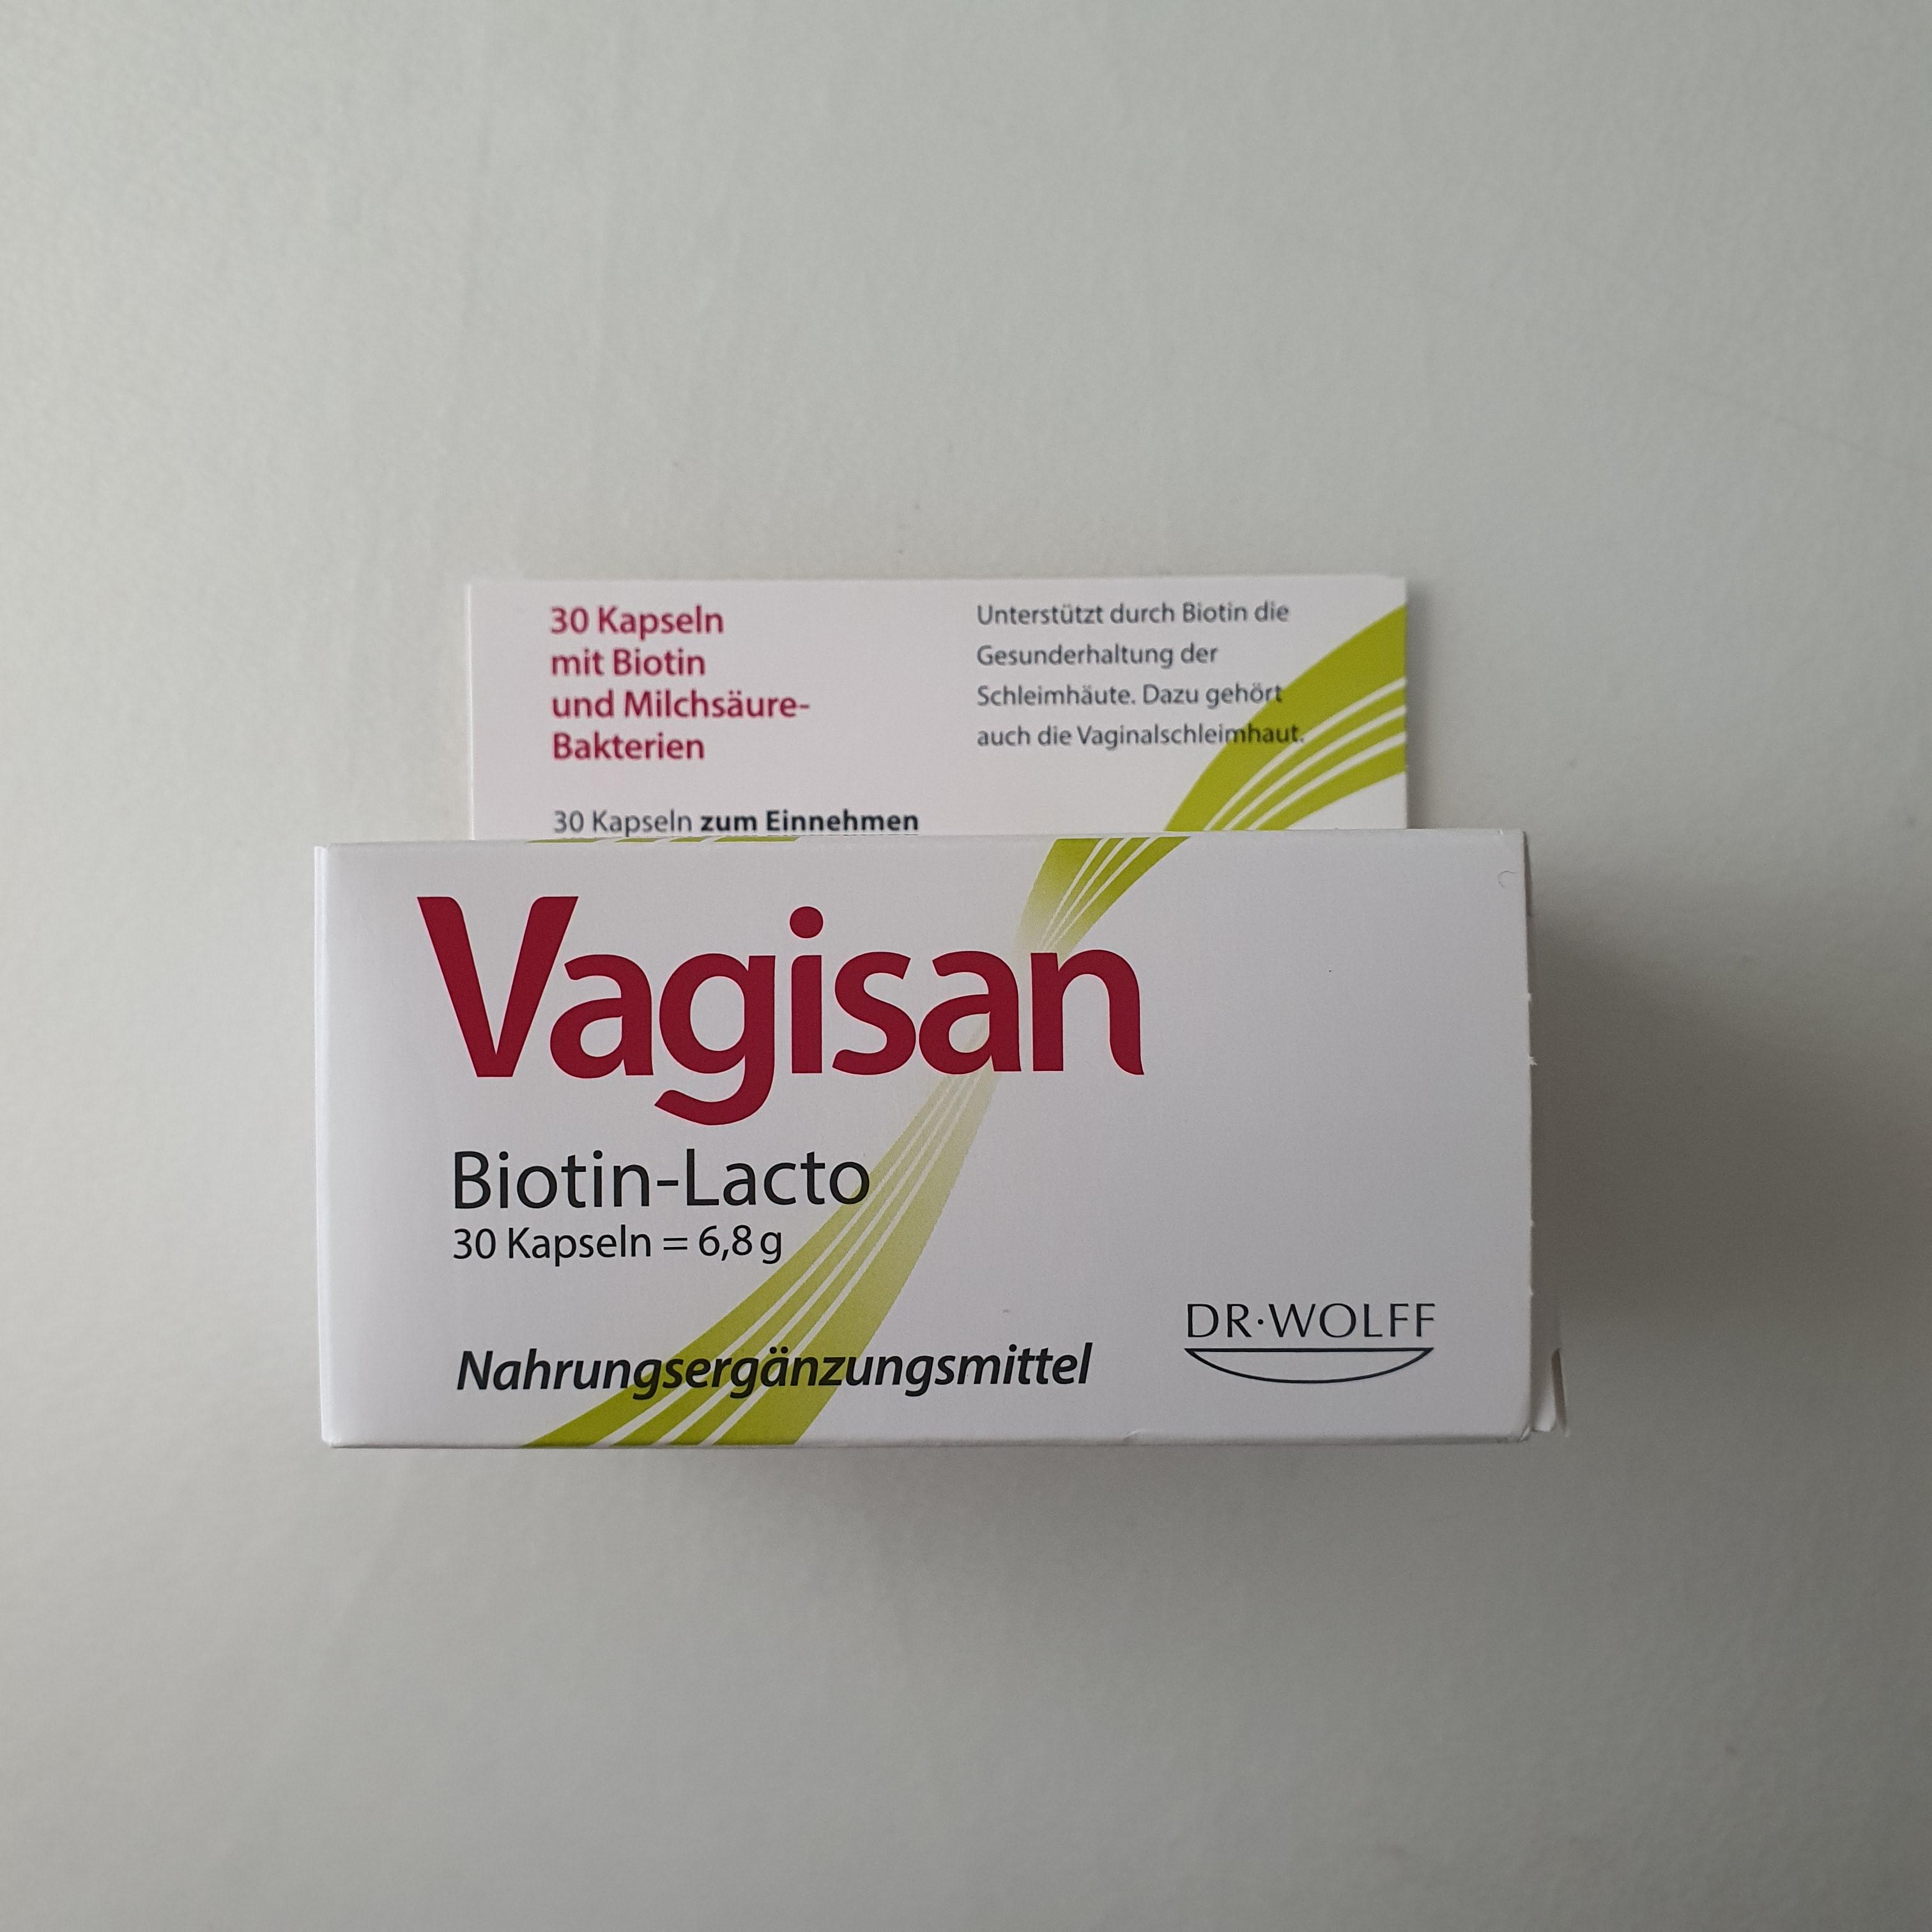 30 Kapseln
mit Biotin
und Milchsäure-
Bakterien
30 Kapseln zum Einnehmen
Unterstützt durch Biotin die
Gesunderhaltung der
Schleimhäute. Dazu gehört
auch die Vaginalschleimhaut.
Vagisan
Biotin-Lacto
30 Kapseln = 6,8 g
Nahrungsergänzungsmittel
DR·WOLFF